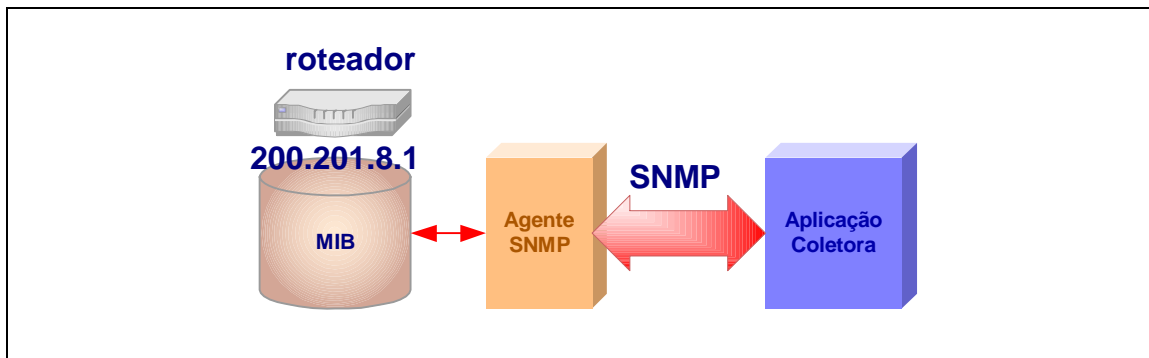 roteador
200.201.8.1
MIB
Agente
SNMP
SNMP
Aplicação
Coletora